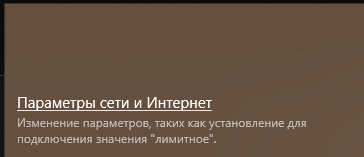 Параметры сети и Интернет
Изменение параметров, таких как установление для
подключения значения "лимитное".